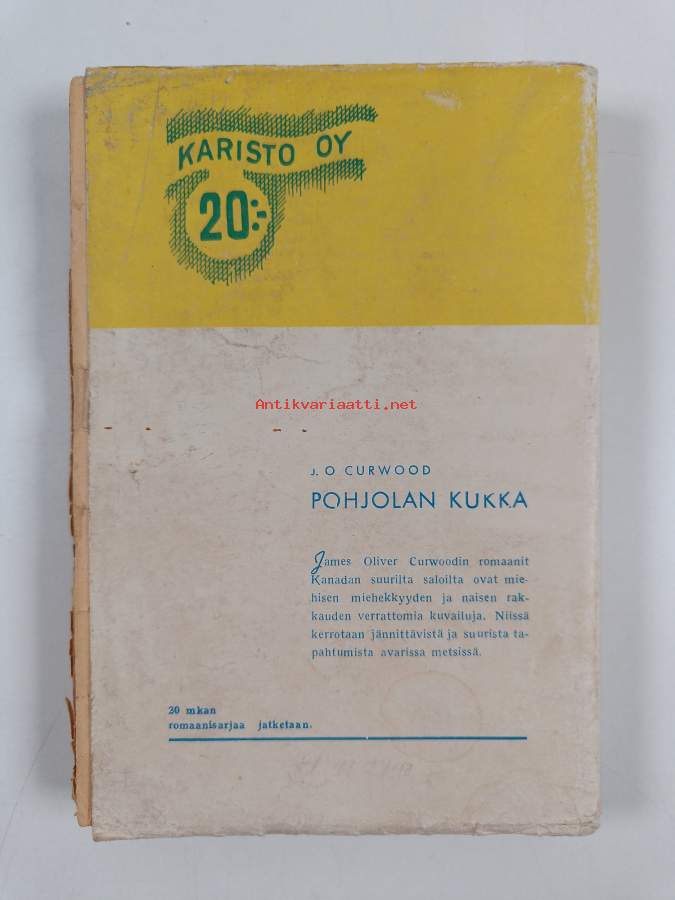 KARISTO OY
20:-
Antikvariaatti.net
J. O CURWOOD
POHJOLAN KUKKA
James Oliver Curwoodin romaanit
Kanadan suurilta saloilta ovat mie-
hisen miehekkyyden ja naisen rak-
kauden verrattomia kuvailuja. Niissä
kerrotaan jännittävistä ja suurista ta-
pahtumista avarissa metsissä.
20 mkan
romaanisarjaa jatketaan.